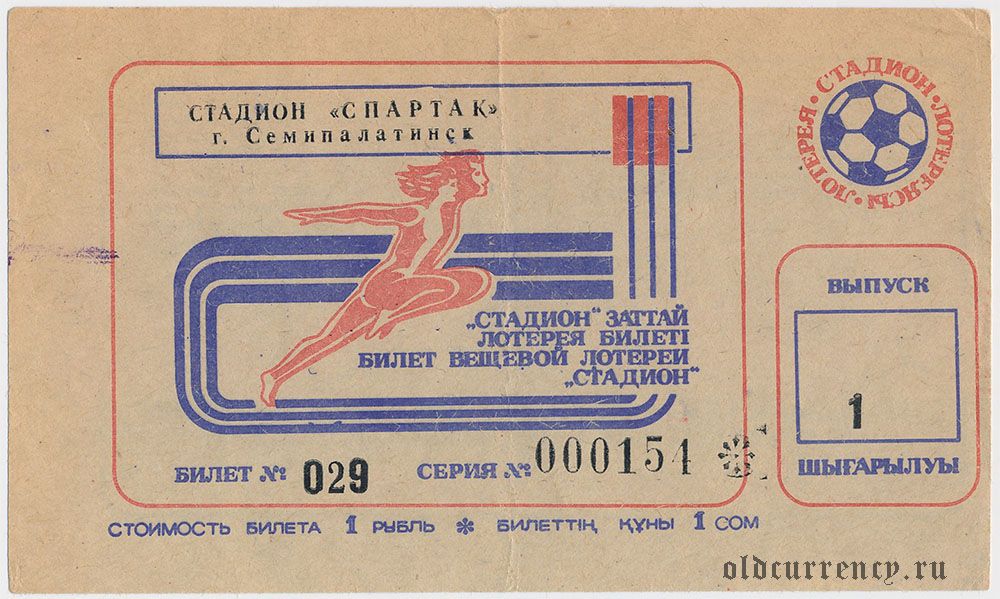 СТАДИОН «СПАРТАК»
г. Семипалатинск
ЛОТЕРЕЯ • СТАДИОН • ЛОТЕРЕЯСЫ •
„СТАДИОН" ЗАТТАЙ
ЛОТЕРЕЯ БИЛЕТІ
БИЛЕТ ВЕЩЕВОЙ ЛОТЕРЕИ
„СТАДИОН"
ВЫПУСК
1
ШЫҒАРЫЛУЫ
БИЛЕТ № 029 СЕРИЯ № 000154
СТОИМОСТЬ БИЛЕТА 1 РУБЛЬ * БИЛЕТТІҢ ҚҰНЫ 1 СОМ
oldcurrency.ru